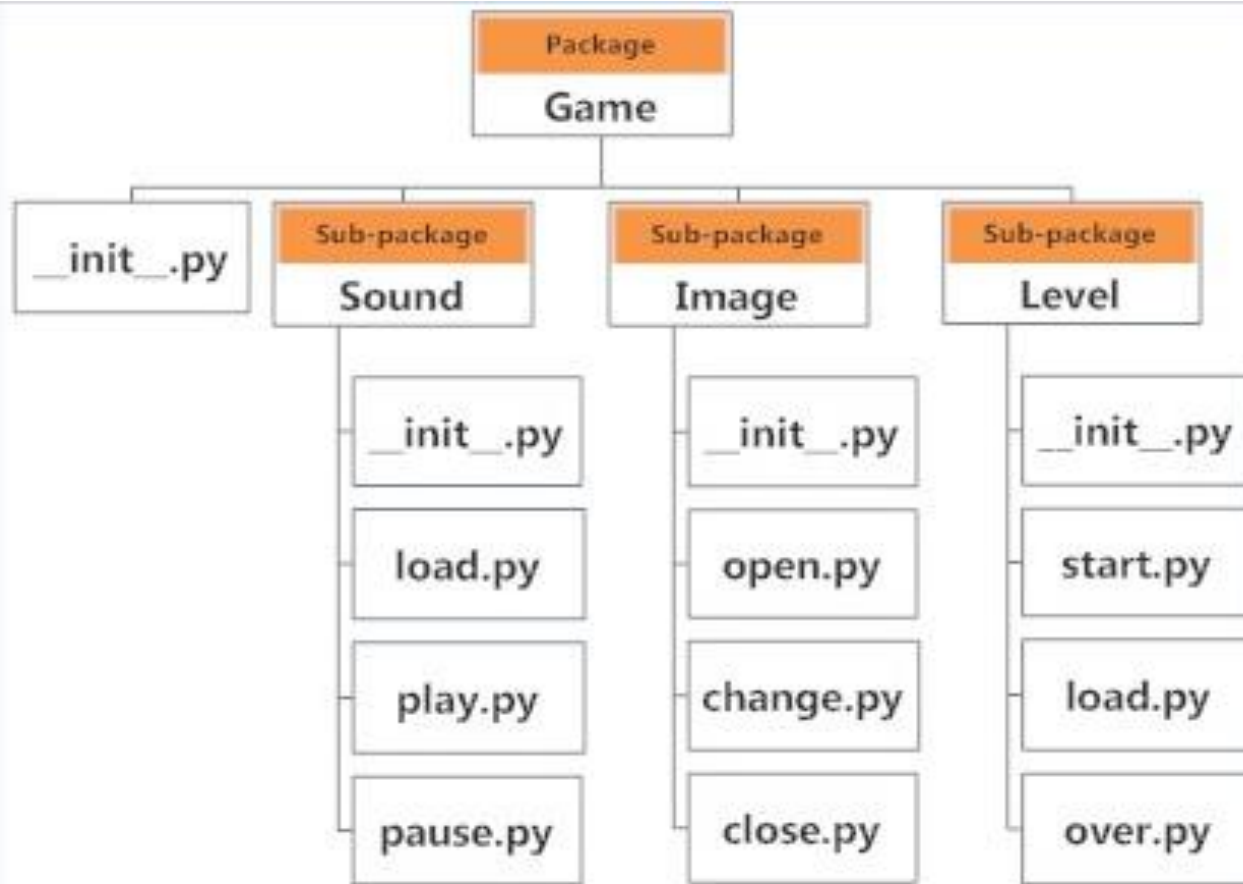 Package
Game
__init__.py
Sub-package
Sound
__init__.py
load.py
play.py
pause.py
Sub-package
Image
__init__.py
open.py
change.py
close.py
Sub-package
Level
__init__.py
start.py
load.py
over.py